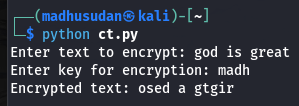 ┌──(madhusudan㉿kali)-[~]
└─$ python ct.py
Enter text to encrypt: god is great
Enter key for encryption: madh
Encrypted text: osed a gtgir